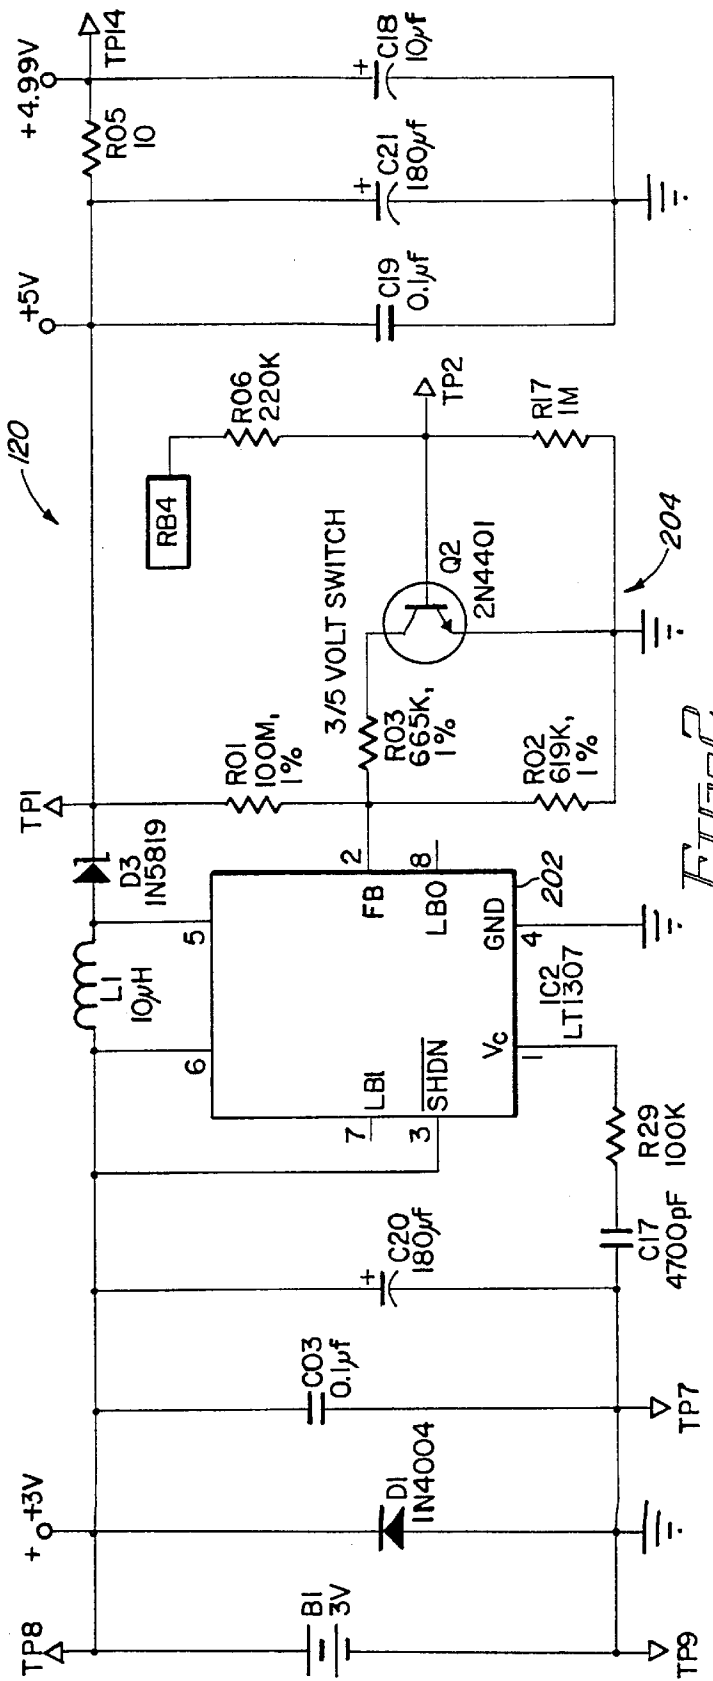 TP8
+ +3V
B1
3V
TP9
D1
1N4004
C03
0.1µf
TP7
C20
180µf
C17
4700pF
R29
100K
L1
10µH
6
5
7
LBI
3
SHDN
VC
1
FB
2
LBO
8
GND
4
IC2
LT1307
202
D3
1N5819
TP1
R01
100M,
1%
R03
665K,
1%
R02
619K,
1%
3/5 VOLT SWITCH
Q2
2N4401
204
RB4
R06
220K
TP2
R17
1M
120
+5V
C19
0.1µf
C21
180µf
R05
10
+4.99V
TP14
+
C18
10µf
+
+